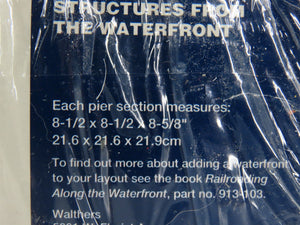 STRUCTURES FROM
THE WATERFRONT
Each pier section measures:
8-1/2 x 8-1/2 x 8-5/8"
21.6 x 21.6 x 21.9cm
To find out more about adding a waterfront
to your layout see the book Railroading
Along the Waterfront, part no. 913-103.
Walthers